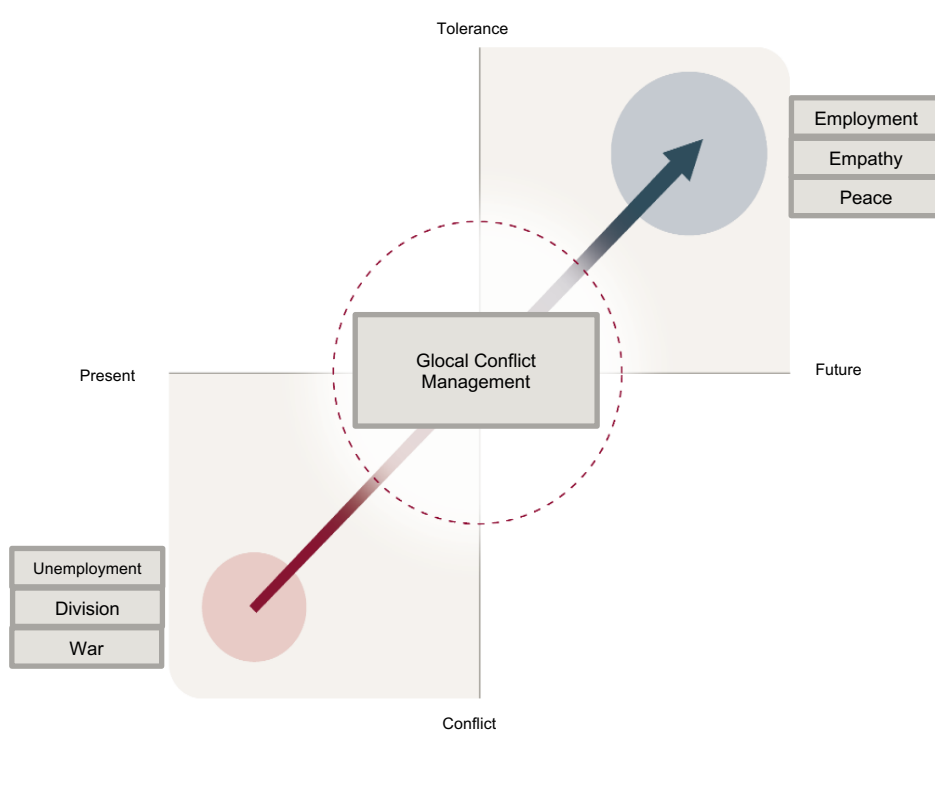 Tolerance
Employment
Empathy
Peace
Glocal Conflict
Management
Present
Future
Unemployment
Division
War
Conflict